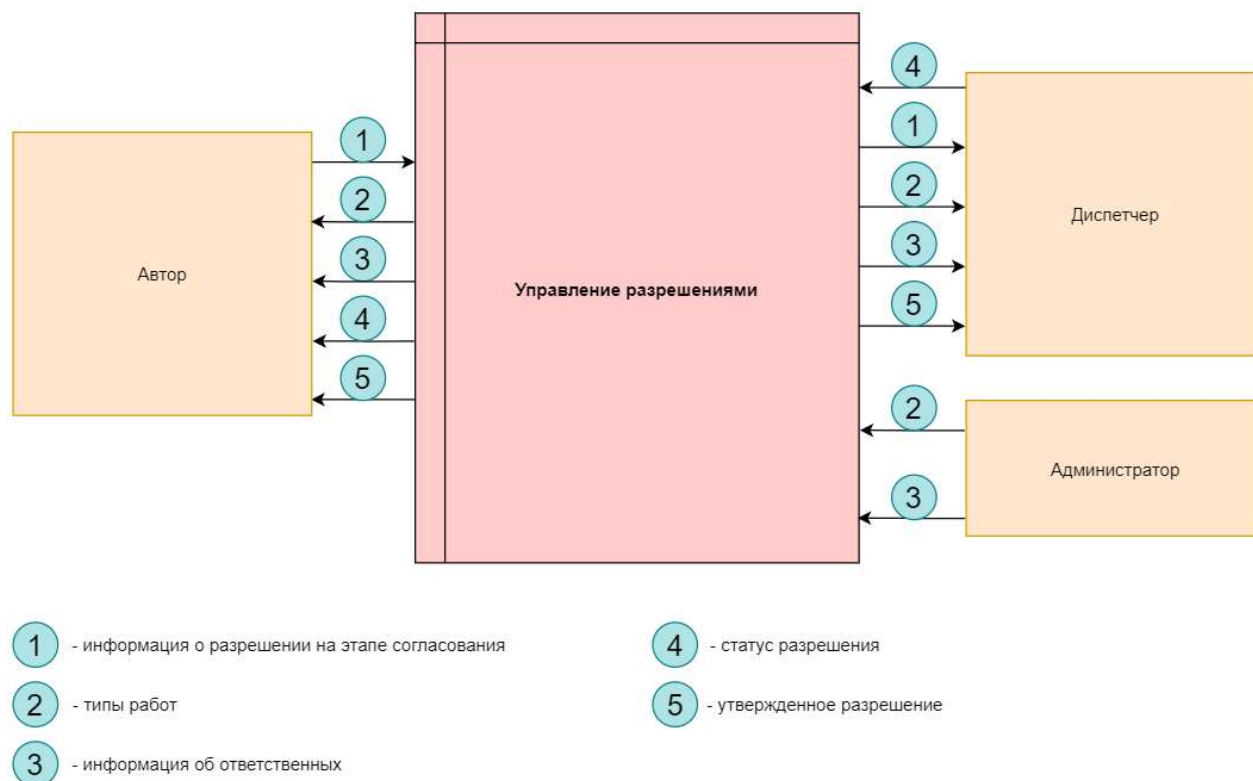 4
1
1
2
2
3
3
4
5
5
2
3
Автор
Управление разрешениями
Диспетчер
Администратор
1 - информация о разрешении на этапе согласования
2 - типы работ
3 - информация об ответственных
4 - статус разрешения
5 - утвержденное разрешение